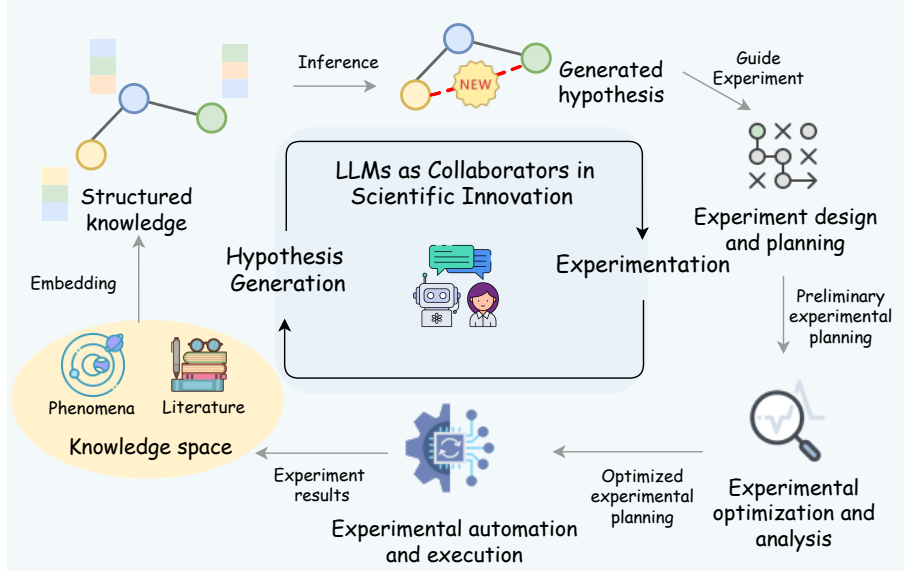 Inference
NEW
Generated
hypothesis
Guide
Experiment
Structured
knowledge
LLMs as Collaborators in
Scientific Innovation
Hypothesis
Generation
Experimentation
Experiment design
and planning
Embedding
Preliminary
experimental
planning
Phenomena
Literature
Knowledge space
Experiment
results
Experimental automation
and execution
Optimized
experimental
planning
Experimental
optimization and
analysis